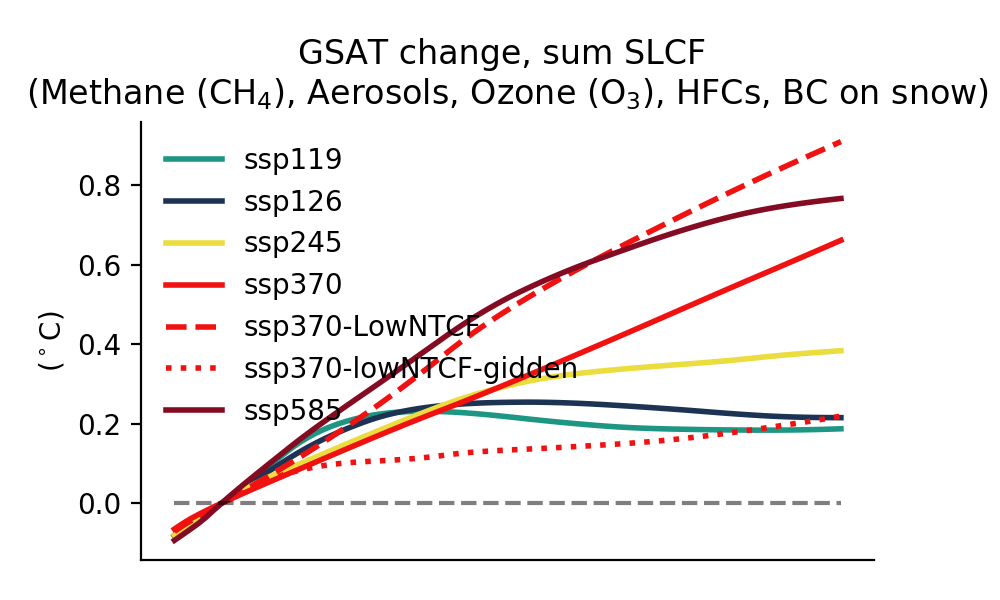 GSAT change, sum SLCF
(Methane (CH₄), Aerosols, Ozone (O₃), HFCs, BC on snow)
(°C)
0.8
0.6
0.4
0.2
0.0
ssp119
ssp126
ssp245
ssp370
ssp370-LowNTCF
ssp370-lowNTCF-gidden
ssp585